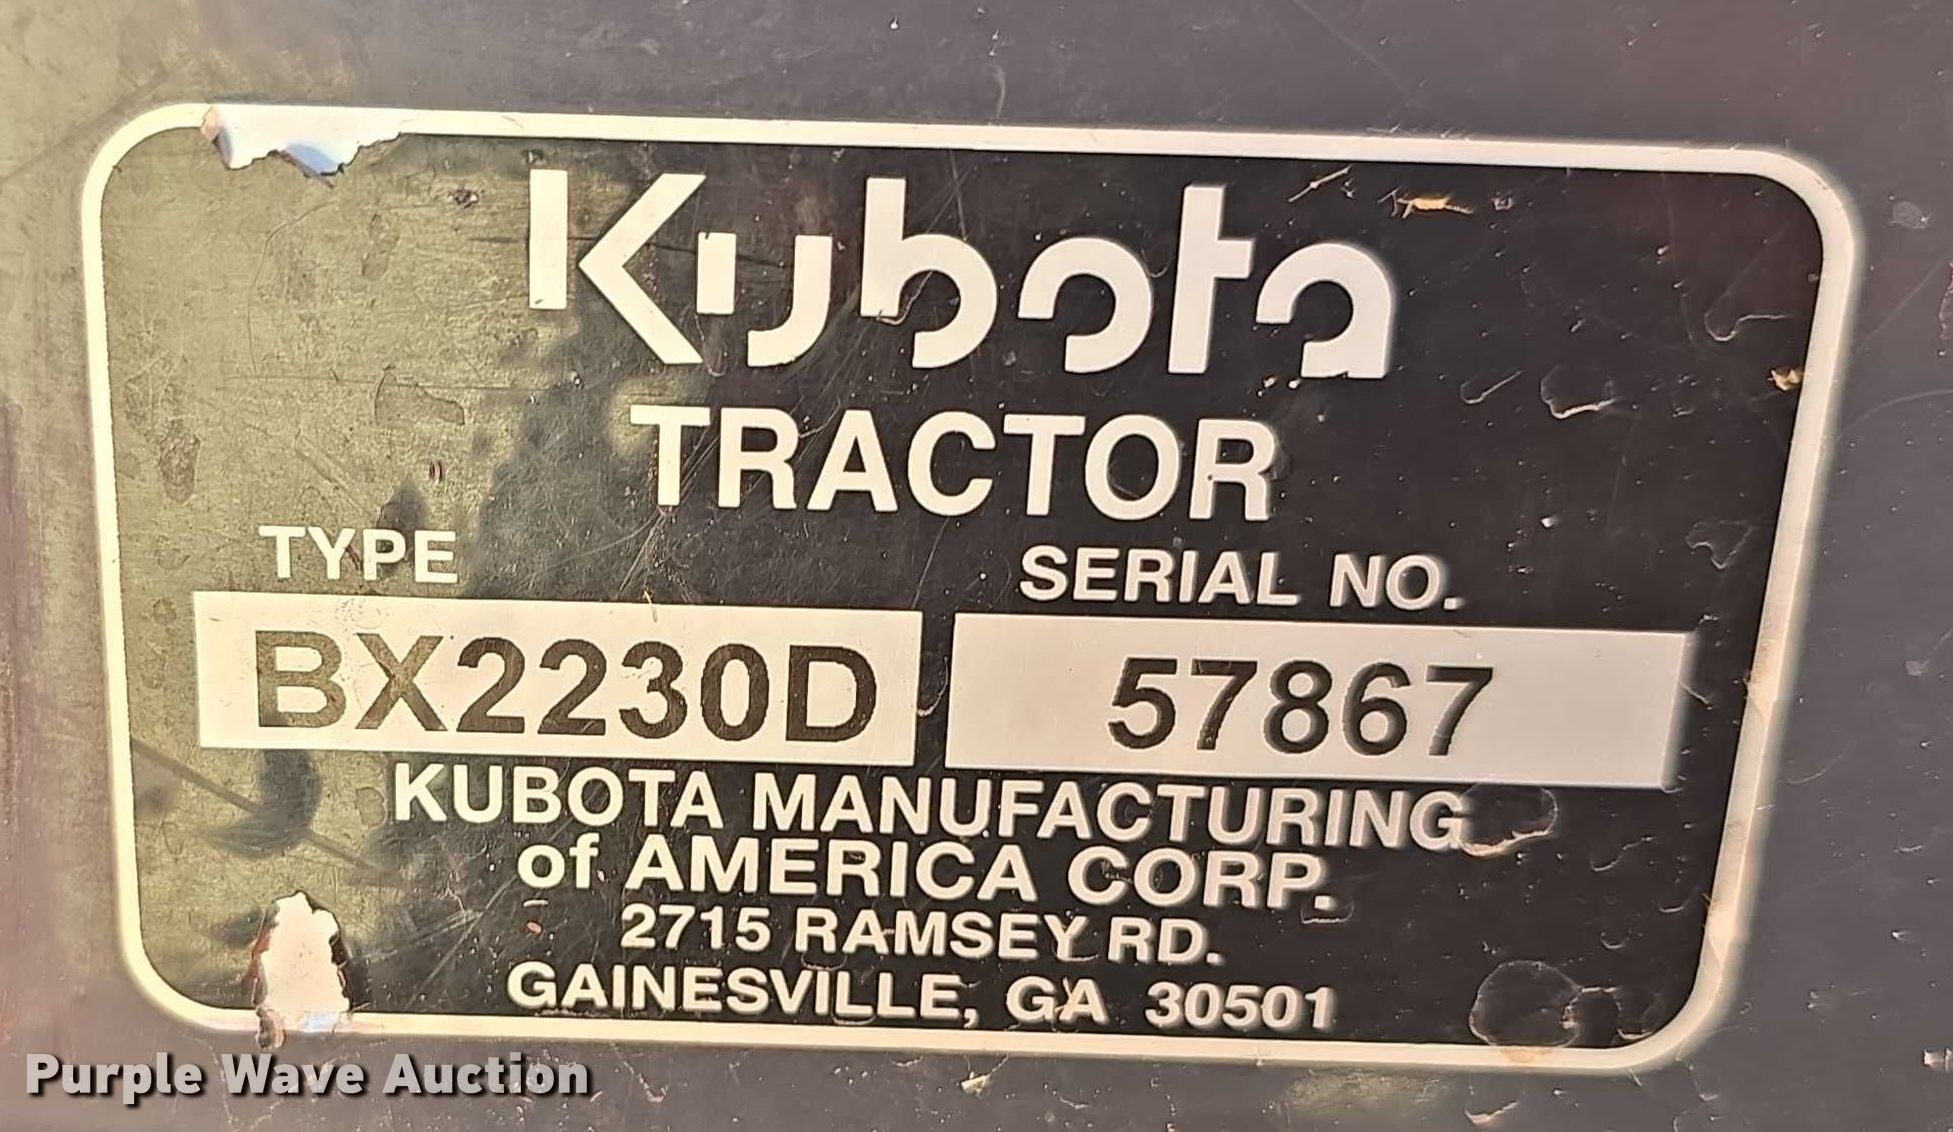 Kubota
TRACTOR
TYPE SERIAL NO.
BX2230D 57867
KUBOTA MANUFACTURING
of AMERICA CORP.
2715 RAMSEY RD.
GAINESVILLE, GA 30501
Purple Wave Auction